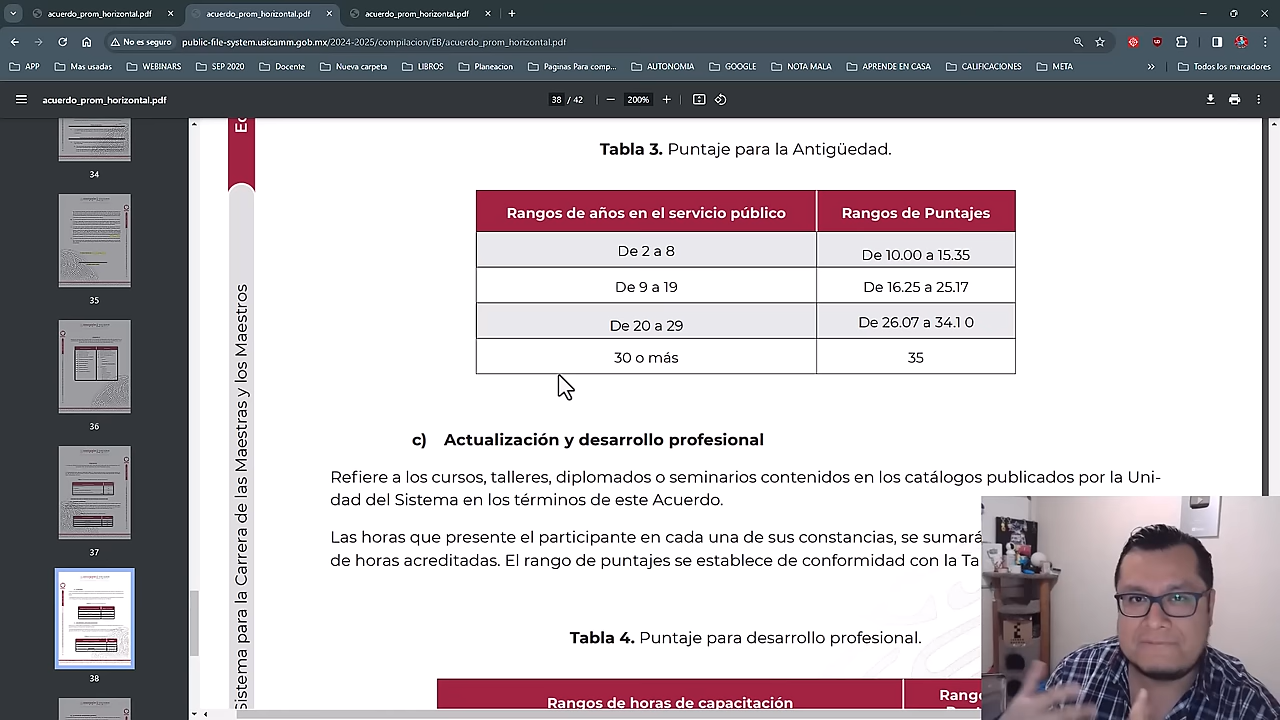 acuerdo_prom_horizontal.pdf
acuerdo_prom_horizontal.pdf
acuerdo_prom_horizontal.pdf
No es seguro
public-file-system.usicamm.gob.mx/2024-2025/compilacion/EB/acuerdo_prom_horizontal.pdf
APP
Mas usadas
WEBINARS
SEP 2020
Docente
Nueva carpeta
LIBROS
Planeacion
Paginas Para comp...
AUTONOMIA
GOOGLE
NOTA MALA
APRENDE EN CASA
CALIFICACIONES
META
»
Todos los marcadores
acuerdo_prom_horizontal.pdf
38 / 42
200%
34
35
36
37
38
Sistema para la Carrera de las Maestras y los Maestros
Tabla 3. Puntaje para la Antigüedad.
Rangos de años en el servicio público Rangos de Puntajes
De 2 a 8 De 10.00 a 15.35
De 9 a 19 De 16.25 a 25.17
De 20 a 29 De 26.07 a 34.1 0
30 o más 35
c) Actualización y desarrollo profesional
Refiere a los cursos, talleres, diplomados o seminarios contenidos en los catálogos publicados por la Uni-
dad del Sistema en los términos de este Acuerdo.
Las horas que presente el participante en cada una de sus constancias, se sumará
de horas acreditadas. El rango de puntajes se establece de conformidad con la Ta
Tabla 4. Puntaje para desarrollo profesional.
Rangos de horas de capacitación